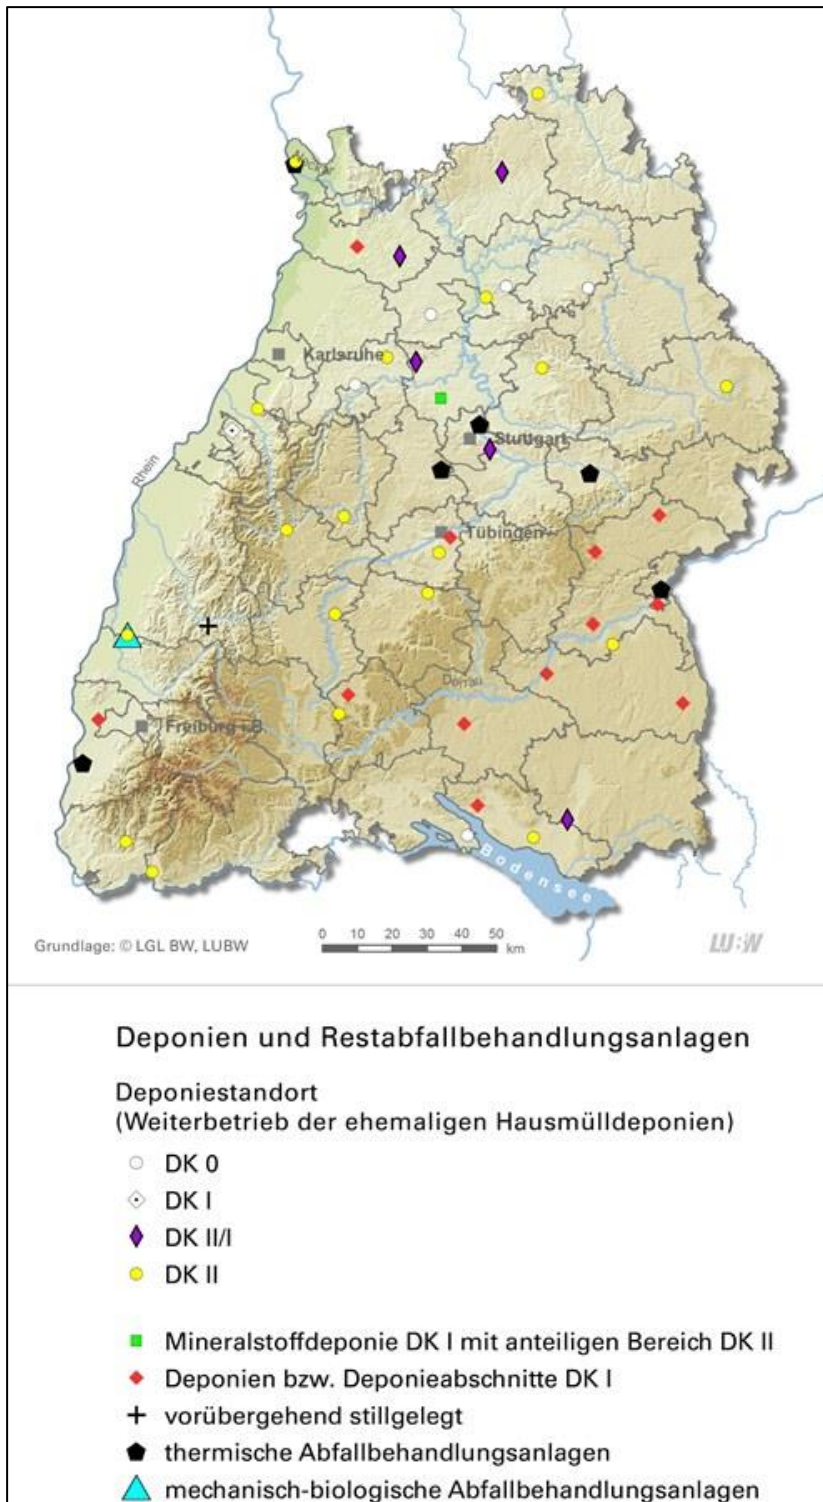 Neckar
Karlsruhe
Rhein
Stuttgart
Tübingen
Donau
Freiburg i.B.
Bodensee
Grundlage: © LGL BW, LUBW
0 10 20 30 40 50
km
LU:W
Deponien und Restabfallbehandlungsanlagen
Deponiestandort
(Weiterbetrieb der ehemaligen Hausmülldeponien)
DK 0
DK I
DK II/I
DK II
Mineralstoffdeponie DK I mit anteiligen Bereich DK II
Deponien bzw. Deponieabschnitte DK I
vorübergehend stillgelegt
thermische Abfallbehandlungsanlagen
mechanisch-biologische Abfallbehandlungsanlagen